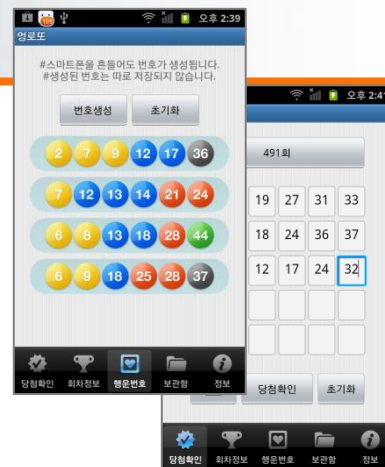 오후 2:39
엉로또
#스마트폰을 흔들어도 번호가 생성됩니다.
#생성된 번호는 따로 저장되지 않습니다.
번호생성 초기화
2 7 9 12 17 36
7 12 13 14 21 24
6 8 13 18 28 44
6 9 18 25 28 37
당첨확인 회차정보 행운번호 보관함 정보
오후 2:41
491회
19 27 31 33
18 24 36 37
12 17 24 32
당첨확인 초기화
당첨확인 회차정보 행운번호 보관함 정보